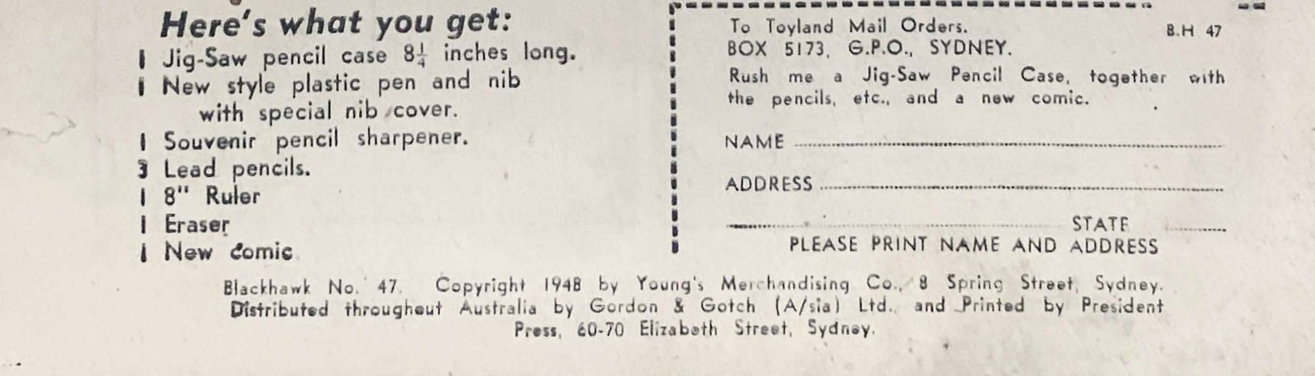 Here's what you get:
1 Jig-Saw pencil case 8¼ inches long.
1 New style plastic pen and nib
with special nib cover.
1 Souvenir pencil sharpener.
3 Lead pencils.
1 8" Ruler
1 Eraser
1 New comic
To Toyland Mail Orders. B.H 47
BOX 5173, G.P.O., SYDNEY.
Rush me a Jig-Saw Pencil Case, together with
the pencils, etc., and a new comic.
NAME
ADDRESS
STATE
PLEASE PRINT NAME AND ADDRESS
Blackhawk No. 47. Copyright 1948 by Young's Merchandising Co., 8 Spring Street, Sydney.
Distributed throughout Australia by Gordon & Gotch (A/sia) Ltd. and Printed by President
Press, 60-70 Elizabeth Street, Sydney.